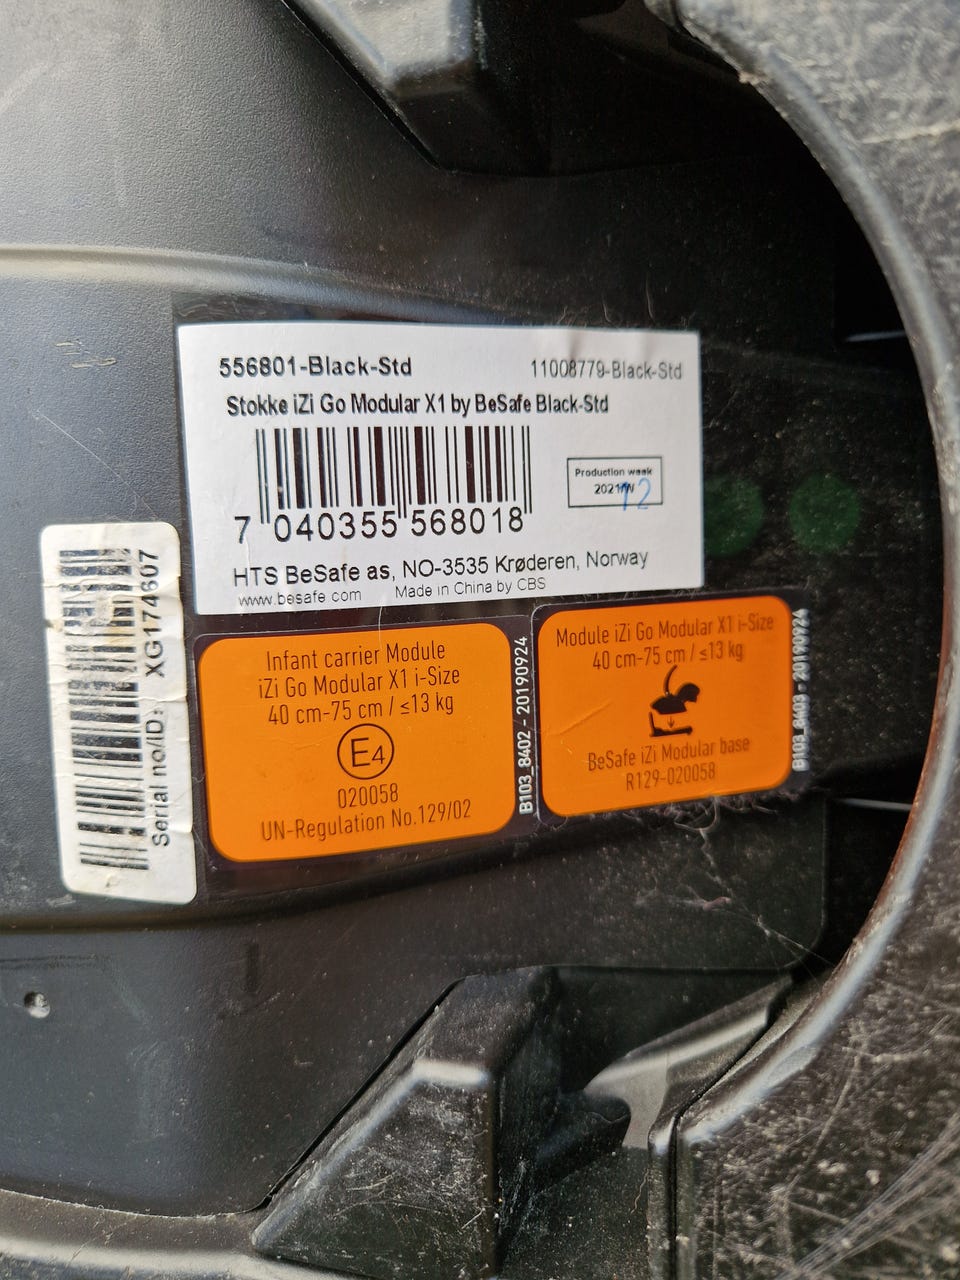 556801-Black-Std
11008779-Black-Std
Stokke iZi Go Modular X1 by BeSafe Black-Std
Production week
2021W 12
7 040355 568018
HTS BeSafe as, NO-3535 Krøderen, Norway
www.besafe.com Made in China by CBS
Serial no/ID: XG174607
Infant carrier Module
iZi Go Modular X1 i-Size
40 cm-75 cm / ≤13 kg
E4
020058
UN-Regulation No.129/02
B103_8402 - 20190924
Module iZi Go Modular X1 i-Size
40 cm-75 cm / ≤13 kg
BeSafe iZi Modular base
R129-020058
B103_8403 - 20190924